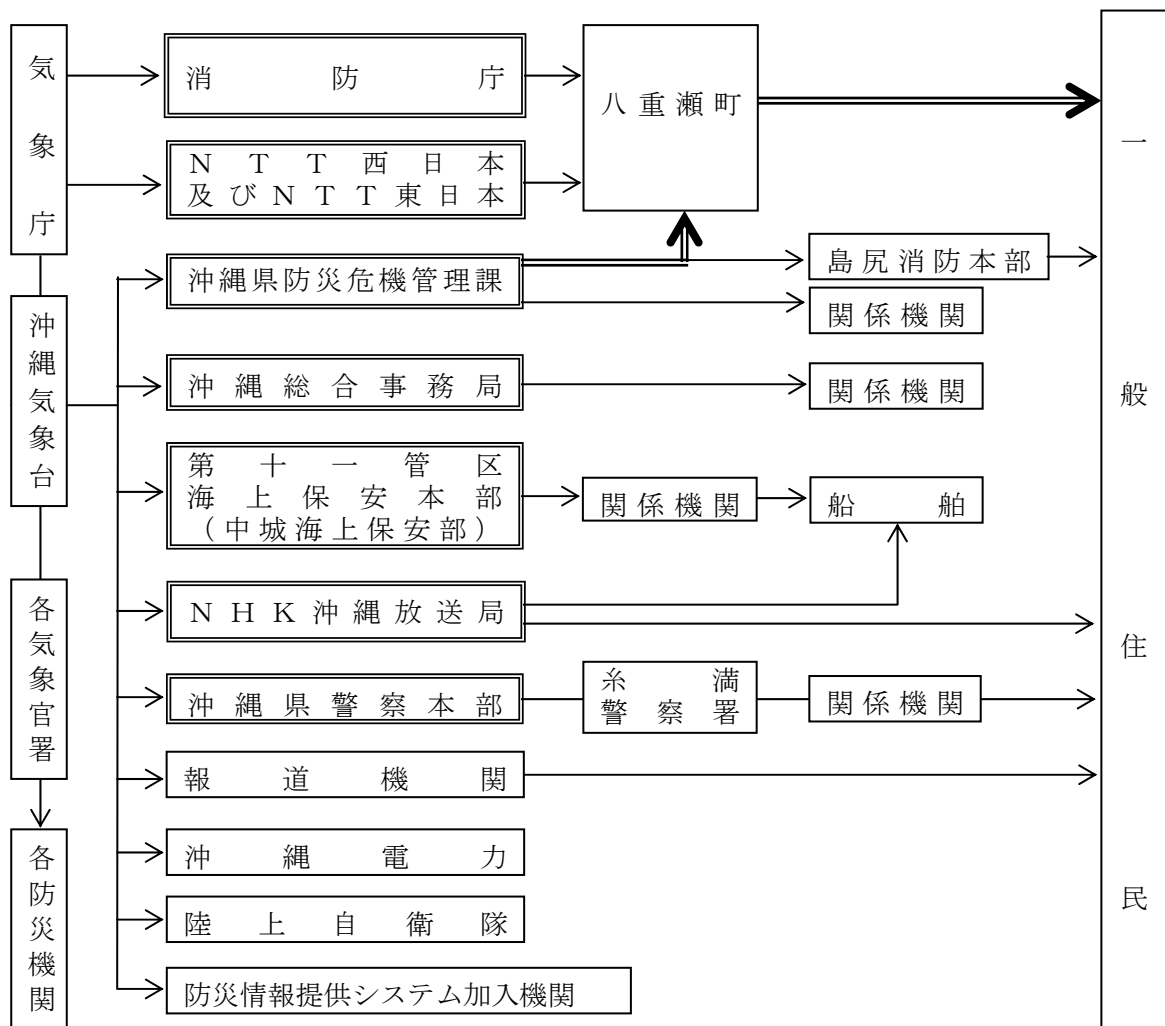 気象庁
消防庁
八重瀬町
一般住民
NTT西日本
及びNTT東日本
沖縄県防災危機管理課
島尻消防本部
関係機関
沖縄気象台
沖縄総合事務局
関係機関
第十一管区
海上保安本部
（中城海上保安部）
関係機関
船舶
各気象官署
NHK沖縄放送局
沖縄県警察本部
糸満
警察署
関係機関
報道機関
各防災機関
沖縄電力
陸上自衛隊
防災情報提供システム加入機関